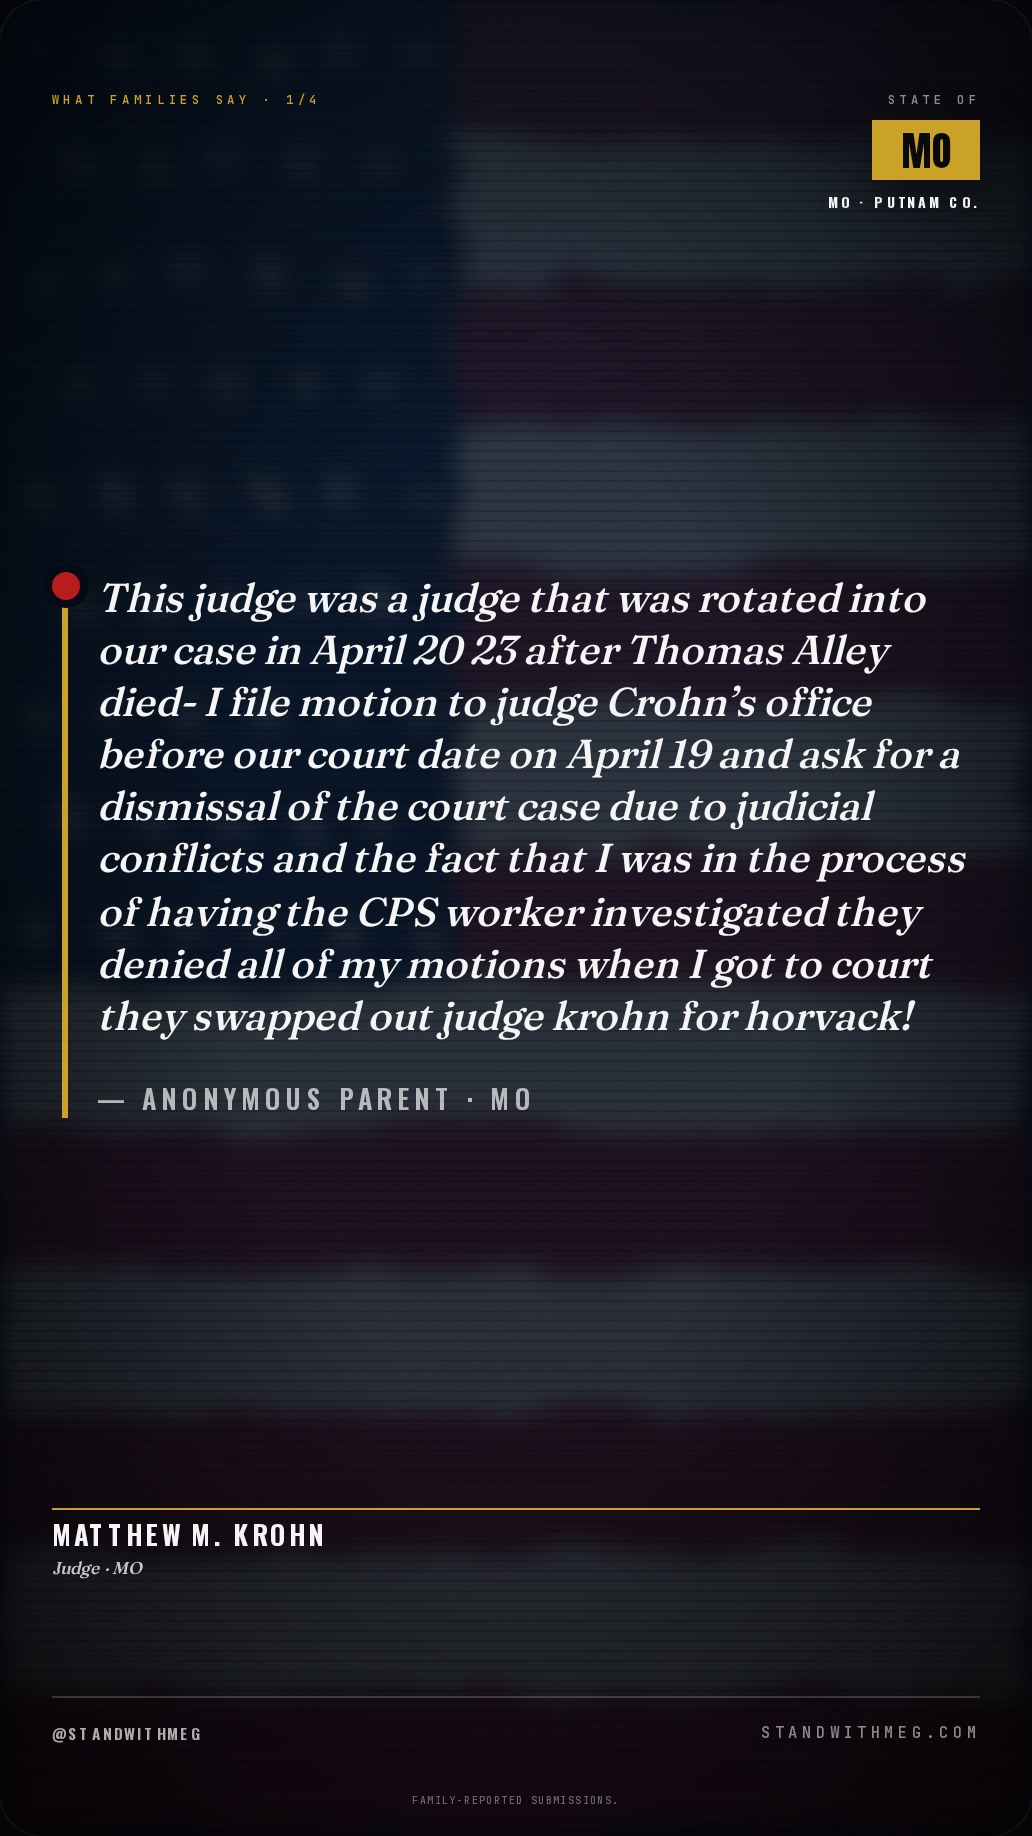 WHAT FAMILIES SAY · 1/4
STATE OF
MO
MO · PUTNAM CO.
This judge was a judge that was rotated into
our case in April 20 23 after Thomas Alley
died- I file motion to judge Crohn’s office
before our court date on April 19 and ask for a
dismissal of the court case due to judicial
conflicts and the fact that I was in the process
of having the CPS worker investigated they
denied all of my motions when I got to court
they swapped out judge krohn for horvack!
— ANONYMOUS PARENT · MO
MATTHEW M. KROHN
Judge · MO
@STANDWITHMEG
STANDWITHMEG.COM
FAMILY-REPORTED SUBMISSIONS.